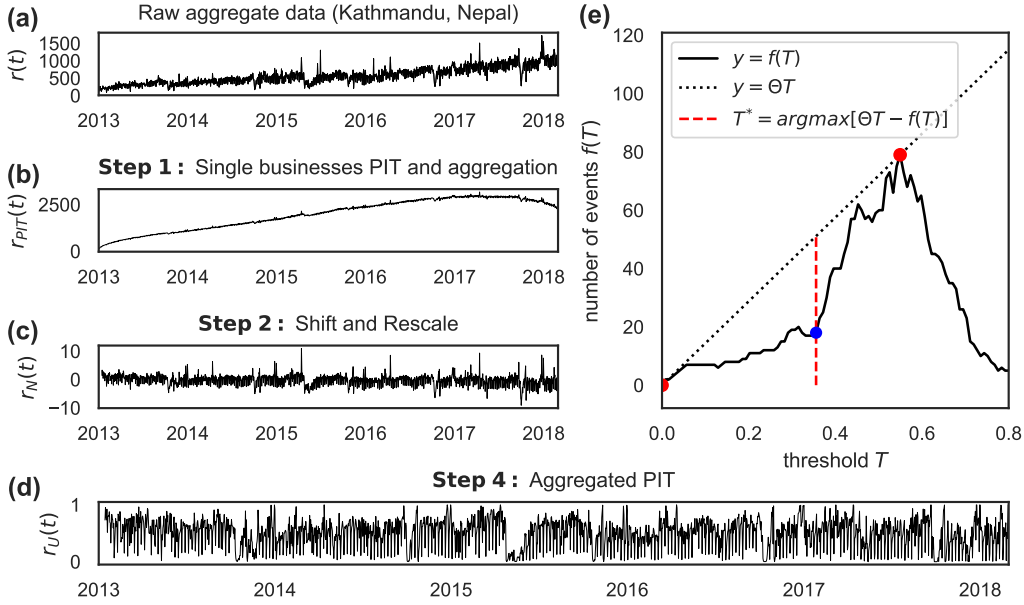 (a)
Raw aggregate data (Kathmandu, Nepal)
r(t)
1500
1000
500
0
2013 2014 2015 2016 2017 2018
(b)
Step 1: Single businesses PIT and aggregation
r_PIT(t)
2500
0
2013 2014 2015 2016 2017 2018
(c)
Step 2: Shift and Rescale
r_N(t)
10
0
−10
2013 2014 2015 2016 2017 2018
(e)
number of events f(T)
120
100
80
60
40
20
0
y = f(T)
y = ΘT
T* = argmax[ΘT − f(T)]
0.0 0.2 0.4 0.6 0.8
threshold T
(d)
Step 4: Aggregated PIT
r_U(t)
1
0
2013 2014 2015 2016 2017 2018